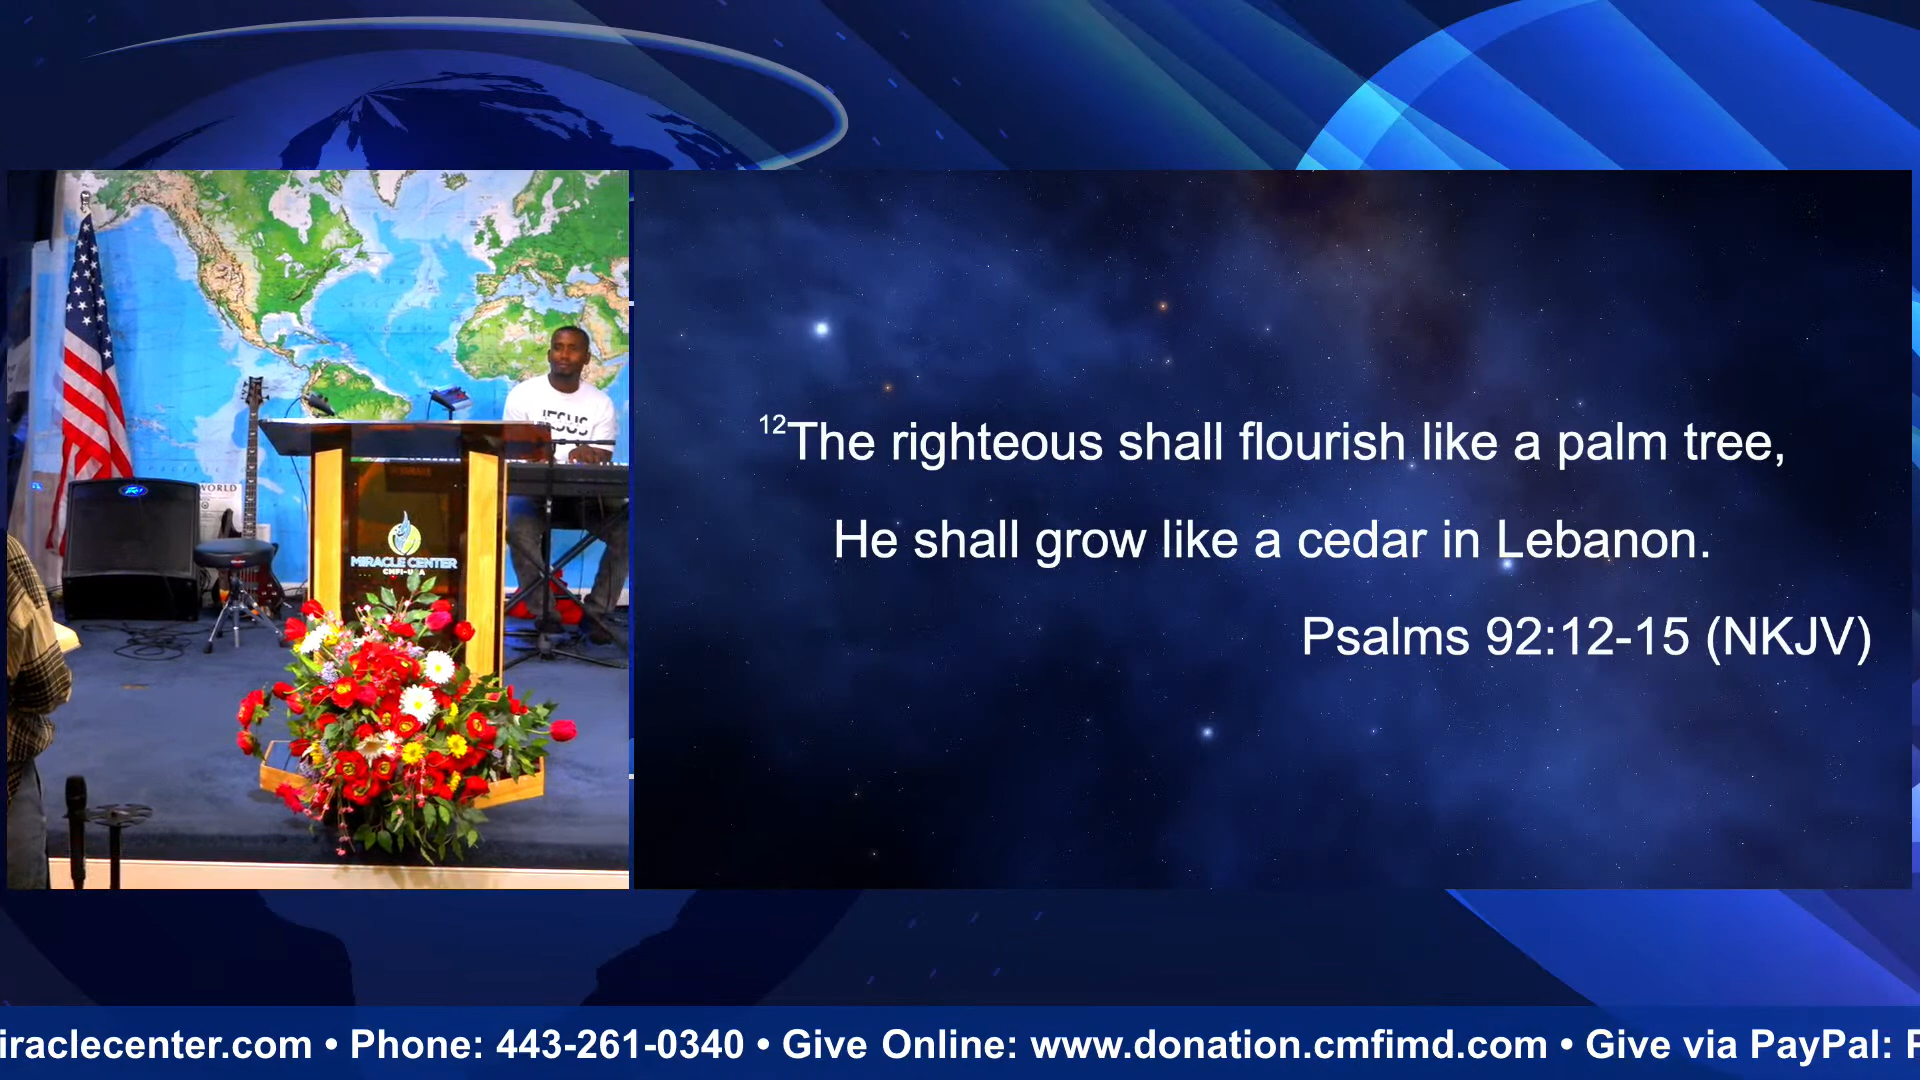 WORLD
JESUS
MIRACLE CENTER
12The righteous shall flourish like a palm tree,
He shall grow like a cedar in Lebanon.
Psalms 92:12-15 (NKJV)
iraclecenter.com • Phone: 443-261-0340 • Give Online: www.donation.cmfimd.com • Give via PayPal: